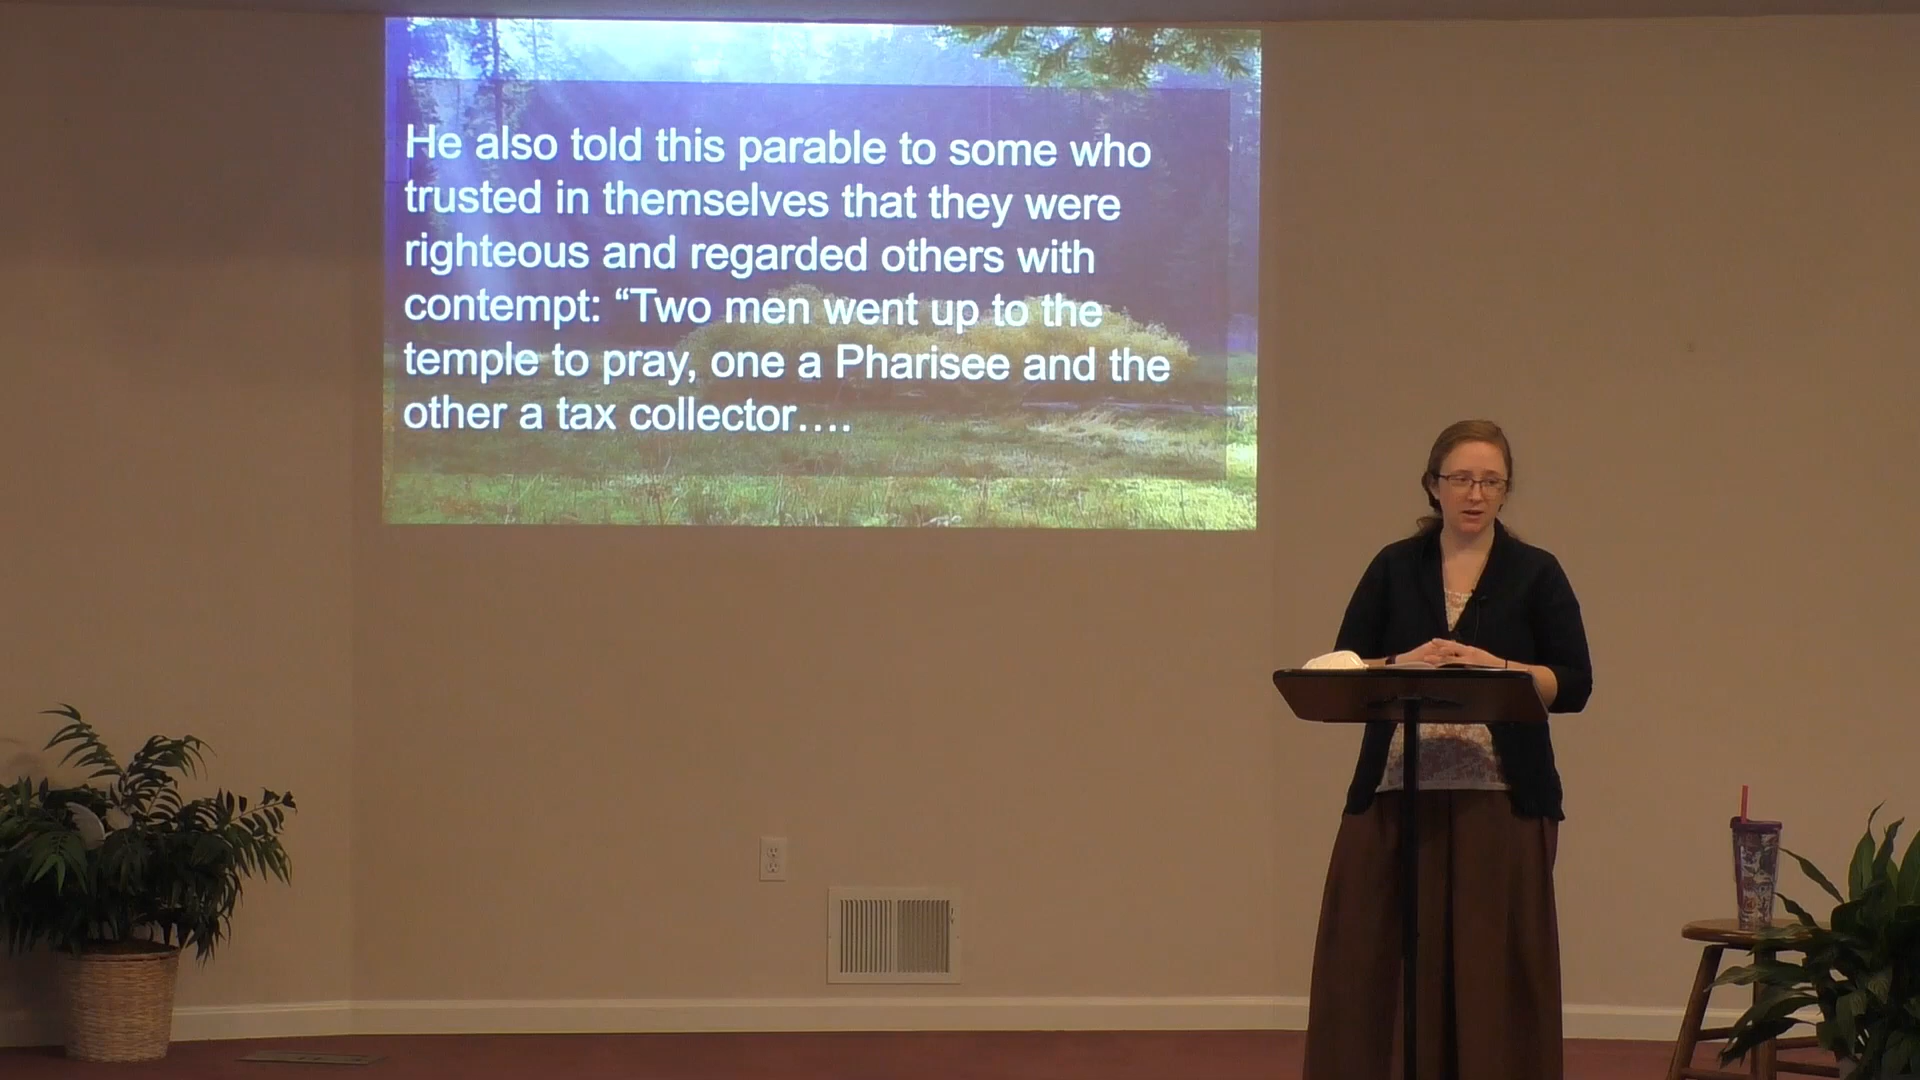 He also told this parable to some who
trusted in themselves that they were
righteous and regarded others with
contempt: “Two men went up to the
temple to pray, one a Pharisee and the
other a tax collector….